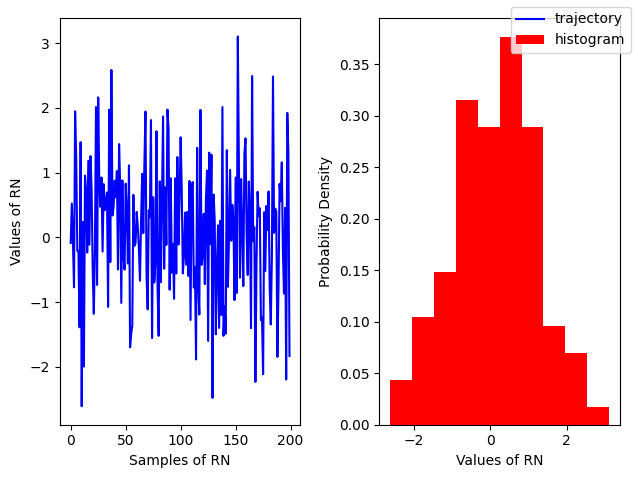 trajectory
histogram
3
2
1
0
−1
−2
Values of RN
0 50 100 150 200
Samples of RN
0.35
0.30
0.25
0.20
0.15
0.10
0.05
0.00
Probability Density
−2 0 2
Values of RN